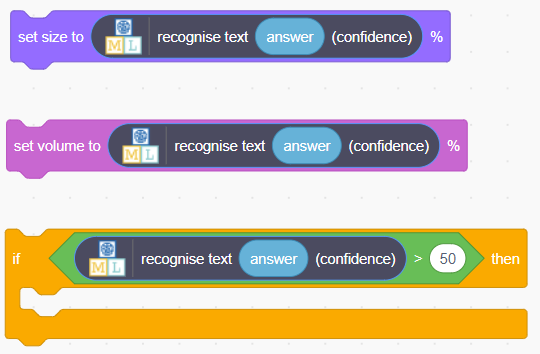 set size to ML recognise text answer (confidence) %
set volume to ML recognise text answer (confidence) %
if ML recognise text answer (confidence) > 50 then